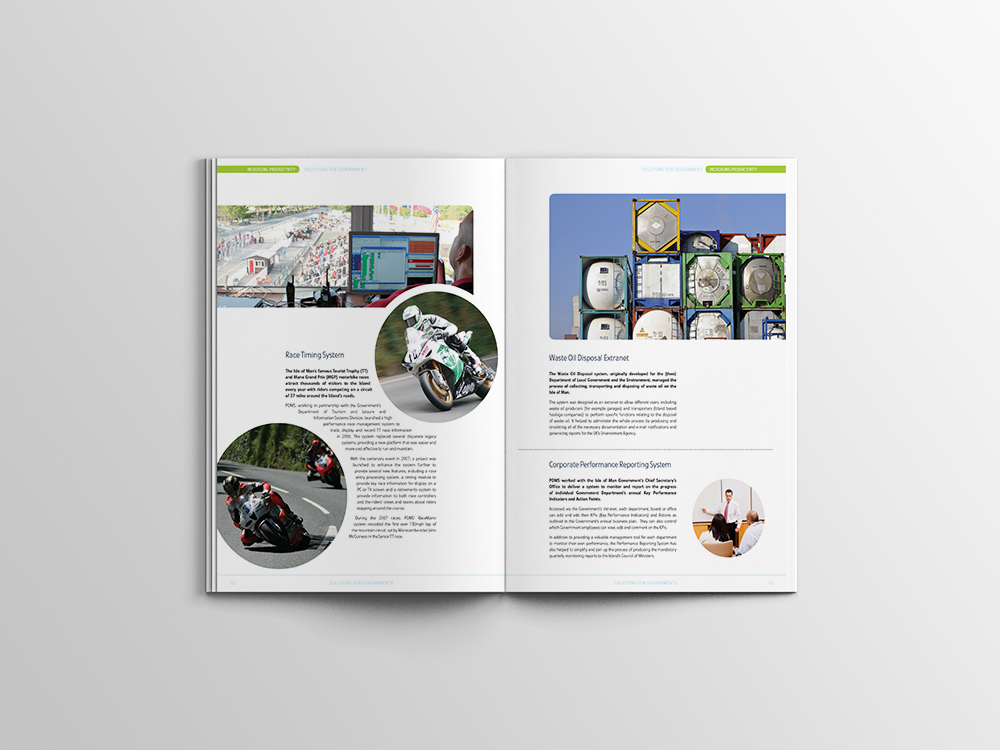 INCREASING PRODUCTIVITY SOLUTIONS FOR GOVERNMENT
Race Timing System
The Isle of Man's famous Tourist Trophy (TT)
and Manx Grand Prix (MGP) motorbike races
attract thousands of visitors to the Island
every year with riders competing on a circuit
of 37 miles around the Island's roads.
PDMS, working in partnership with the Government's
Department of Tourism and Leisure and
Information Systems Division, launched a high
performance race management system to
track, display and record TT race information
in 2006. The system replaced several disparate legacy
systems, providing a new platform that was easier and
more cost effective to run and maintain.
With the centenary event in 2007, a project was
launched to enhance the system further to
provide several new features, including a race
entry processing system, a timing module to
provide key race information for display on a
PC or TV screen and a retirements system to
provide information to both race controllers
and the riders' crews and teams about riders
stopping around the course.
During the 2007 races, PDMS' RaceMann
system recorded the first ever 130mph lap of
the mountain circuit, set by Morecambe rider John
McGuiness in the Senior TT race.
SOLUTIONS FOR GOVERNMENTS
SOLUTIONS FOR GOVERNMENT INCREASING PRODUCTIVITY
Waste Oil Disposal Extranet
The Waste Oil Disposal system, originally developed for the (then)
Department of Local Government and the Environment, managed the
process of collecting, transporting and disposing of waste oil on the
Isle of Man.
The system was designed as an extranet to allow different users, including
waste oil producers (for example garages) and transporters (Island based
haulage companies) to perform specific functions relating to the disposal
of waste oil. It helped to administer the whole process by producing and
circulating all of the necessary documentation and e-mail notifications and
generating reports for the UK's Environment Agency.
Corporate Performance Reporting System
PDMS worked with the Isle of Man Government's Chief Secretary's
Office to deliver a system to monitor and report on the progress
of individual Government Department's annual Key Performance
Indicators and Action Points.
Accessed via the Government's Intranet, each department, board or office
can add and edit their KPIs (Key Performance Indicators) and Actions as
outlined in the Government's annual business plan. They can also control
which Government employees can view, edit and comment on the KPIs.
In addition to providing a valuable management tool for each department
to monitor their own performance, the Performance Reporting System has
also helped to simplify and join up the process of producing the mandatory
quarterly monitoring reports to the Island's Council of Ministers.
SOLUTIONS FOR GOVERNMENTS